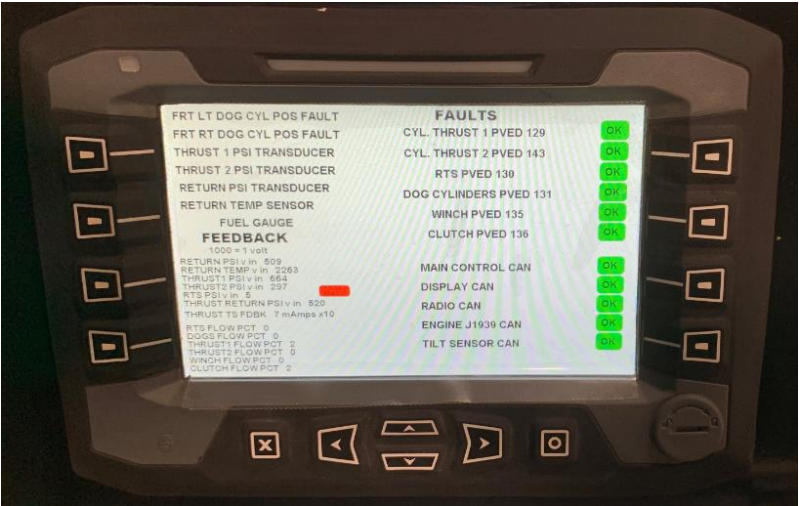 FRT LT DOG CYL POS FAULT
FRT RT DOG CYL POS FAULT
THRUST 1 PSI TRANSDUCER
THRUST 2 PSI TRANSDUCER
RETURN PSI TRANSDUCER
RETURN TEMP SENSOR
FUEL GAUGE
FEEDBACK
1000 = 1 volt
RETURN PSI v in 509
RETURN TEMP v in 2263
THRUST1 PSI v in 664
THRUST2 PSI v in 297
RTS PSI v in 5
THRUST RETURN PSI v in 520
THRUST TS FDBK 7 mAmps x10
RTS FLOW PCT 0
DOGS FLOW PCT 0
THRUST1 FLOW PCT 2
THRUST2 FLOW PCT 0
WINCH FLOW PCT 0
CLUTCH FLOW PCT 2
FAULTS
CYL. THRUST 1 PVED 129 OK
CYL. THRUST 2 PVED 143 OK
RTS PVED 130 OK
DOG CYLINDERS PVED 131 OK
WINCH PVED 135 OK
CLUTCH PVED 136 OK
MAIN CONTROL CAN OK
DISPLAY CAN OK
RADIO CAN OK
ENGINE J1939 CAN OK
TILT SENSOR CAN OK
X